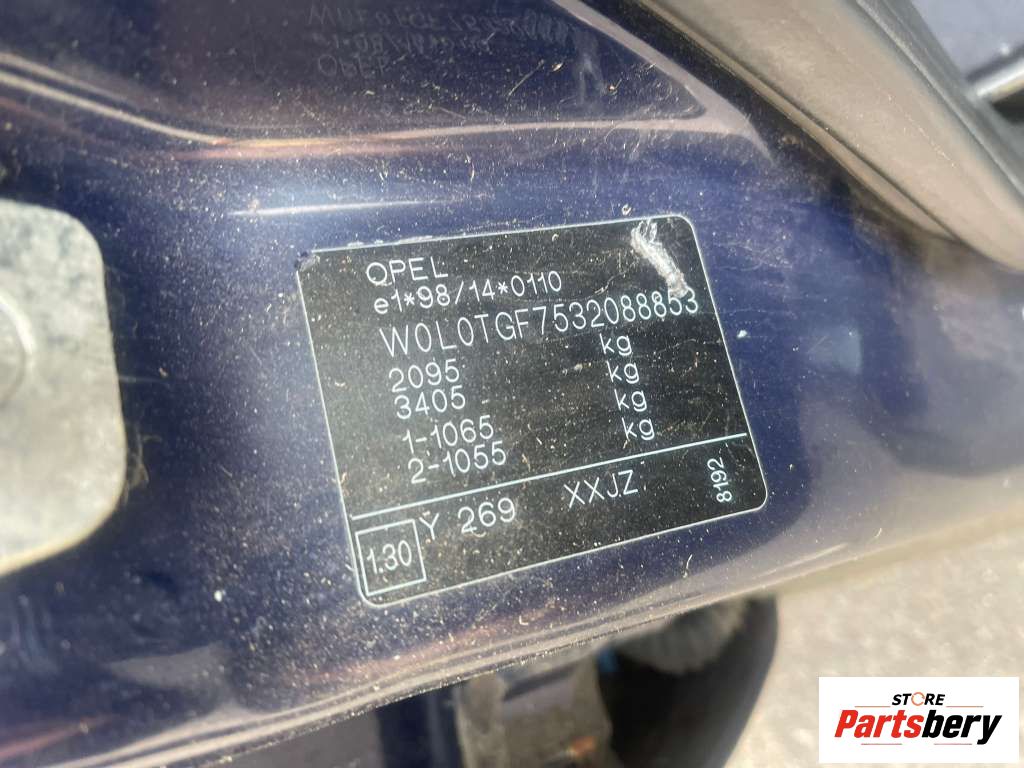 OPEL
e1*98/14*0110
W0L0TGF7532088853
2095 kg
3405 kg
1-1065 kg
2-1055 kg
1.30 Y 269 XXJZ 8192
STORE
Partsbery